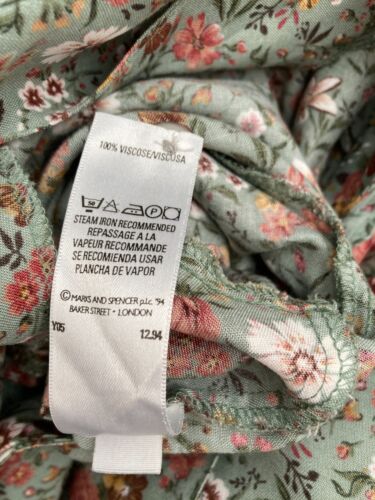 100% VISCOSE/VISCOSA
50 P
STEAM IRON RECOMMENDED
REPASSAGE A LA
VAPEUR RECOMMANDE
SE RECOMIENDA USAR
PLANCHA DE VAPOR
© MARKS AND SPENCER p.l.c. '94
BAKER STREET • LONDON
Y05 12.94